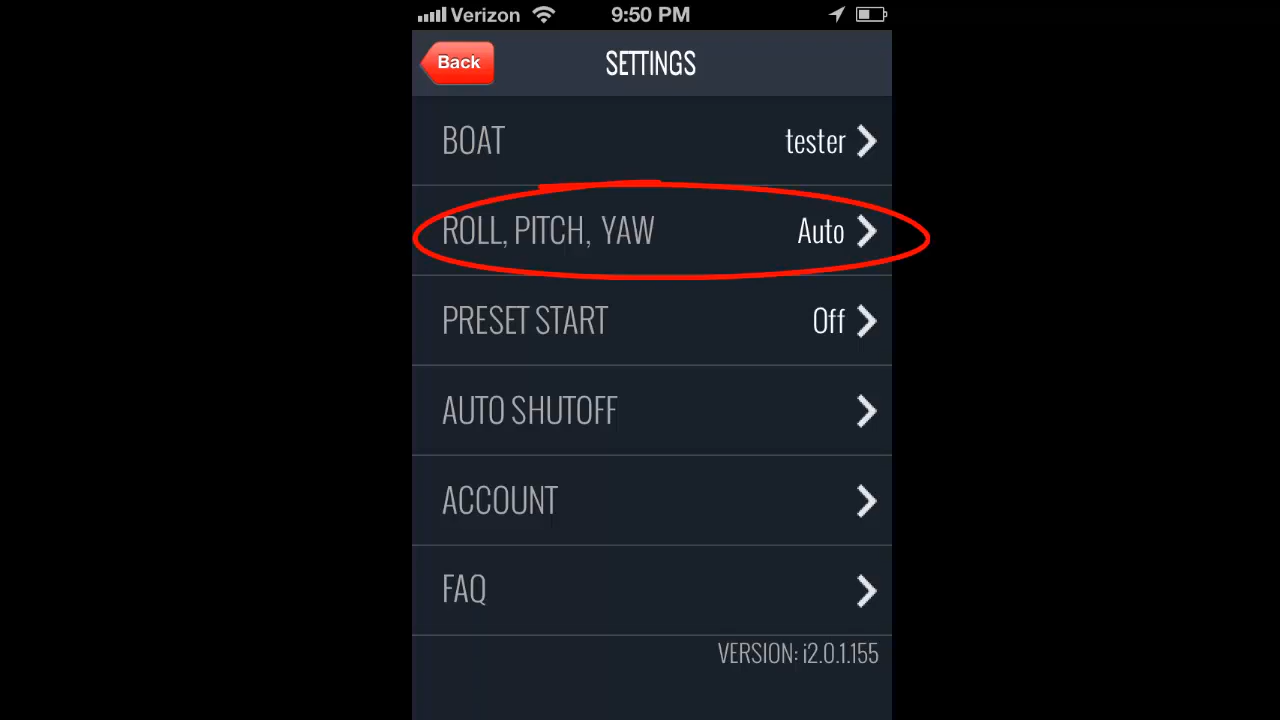 Verizon 9:50 PM
Back SETTINGS
BOAT tester
ROLL, PITCH, YAW Auto
PRESET START Off
AUTO SHUTOFF
ACCOUNT
FAQ
VERSION: i2.0.1.155